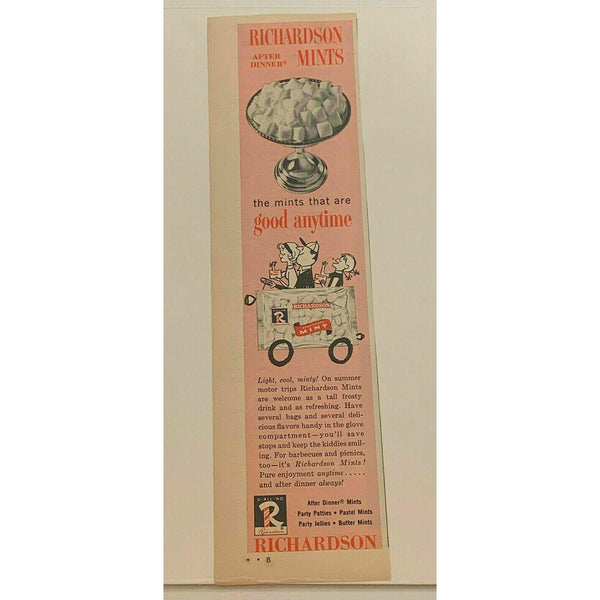 RICHARDSON
AFTER DINNER® MINTS
the mints that are
good anytime
RICHARDSON
MINT
Light, cool, minty! On summer
motor trips Richardson Mints
are welcome as a tall frosty
drink and as refreshing. Have
several bags and several deli-
cious flavors handy in the glove
compartment—you'll save
stops and keep the kiddies smil-
ing. For barbecues and picnics,
too—it's Richardson Mints!
Pure enjoyment anytime.....
and after dinner always!
R
Richardson
After Dinner® Mints
Party Patties • Pastel Mints
Party Jellies • Butter Mints
RICHARDSON
• • 8